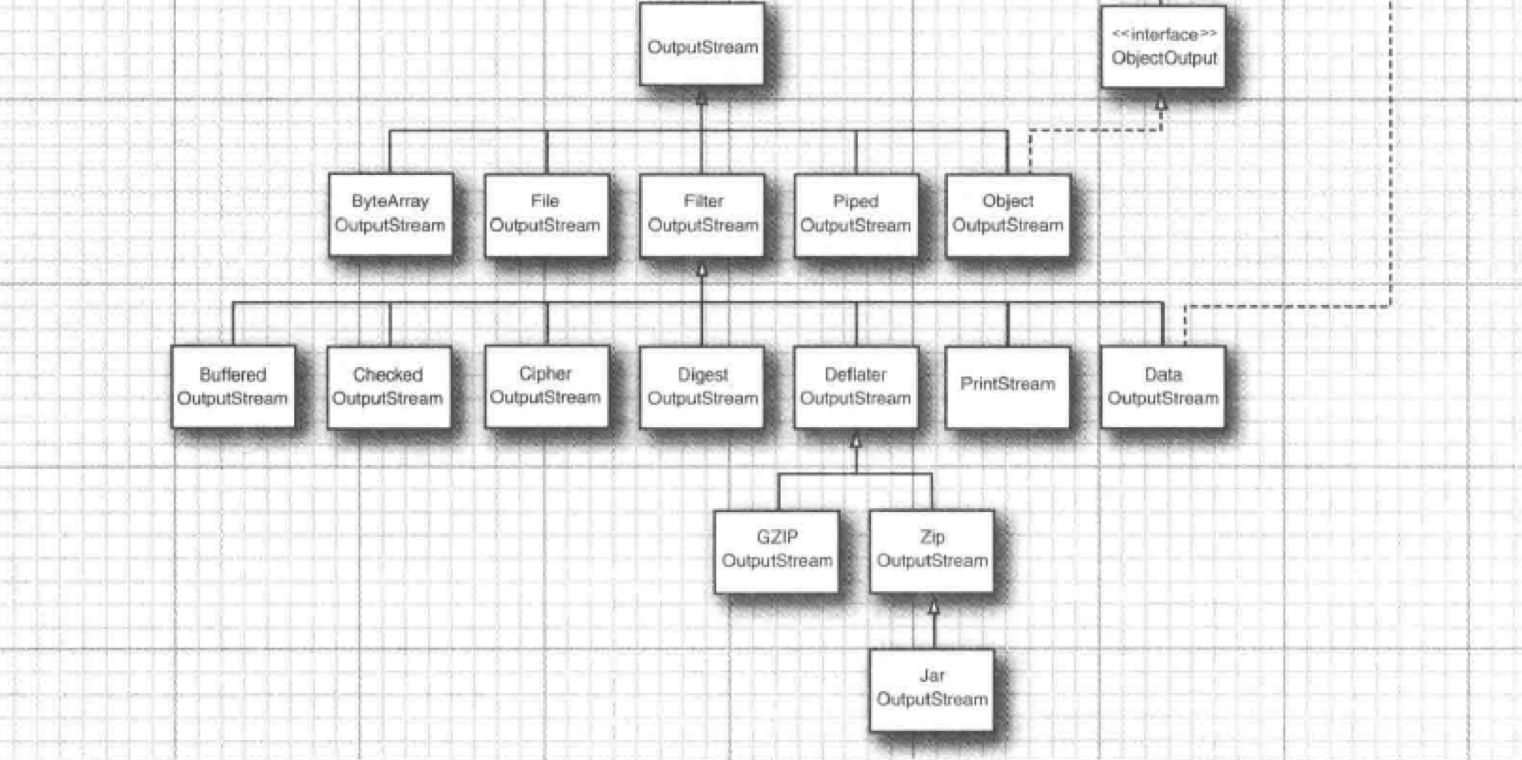 OutputStream
<<interface>>
ObjectOutput
ByteArray
OutputStream
File
OutputStream
Filter
OutputStream
Piped
OutputStream
Object
OutputStream
Buffered
OutputStream
Checked
OutputStream
Cipher
OutputStream
Digest
OutputStream
Deflater
OutputStream
PrintStream
Data
OutputStream
GZIP
OutputStream
Zip
OutputStream
Jar
OutputStream